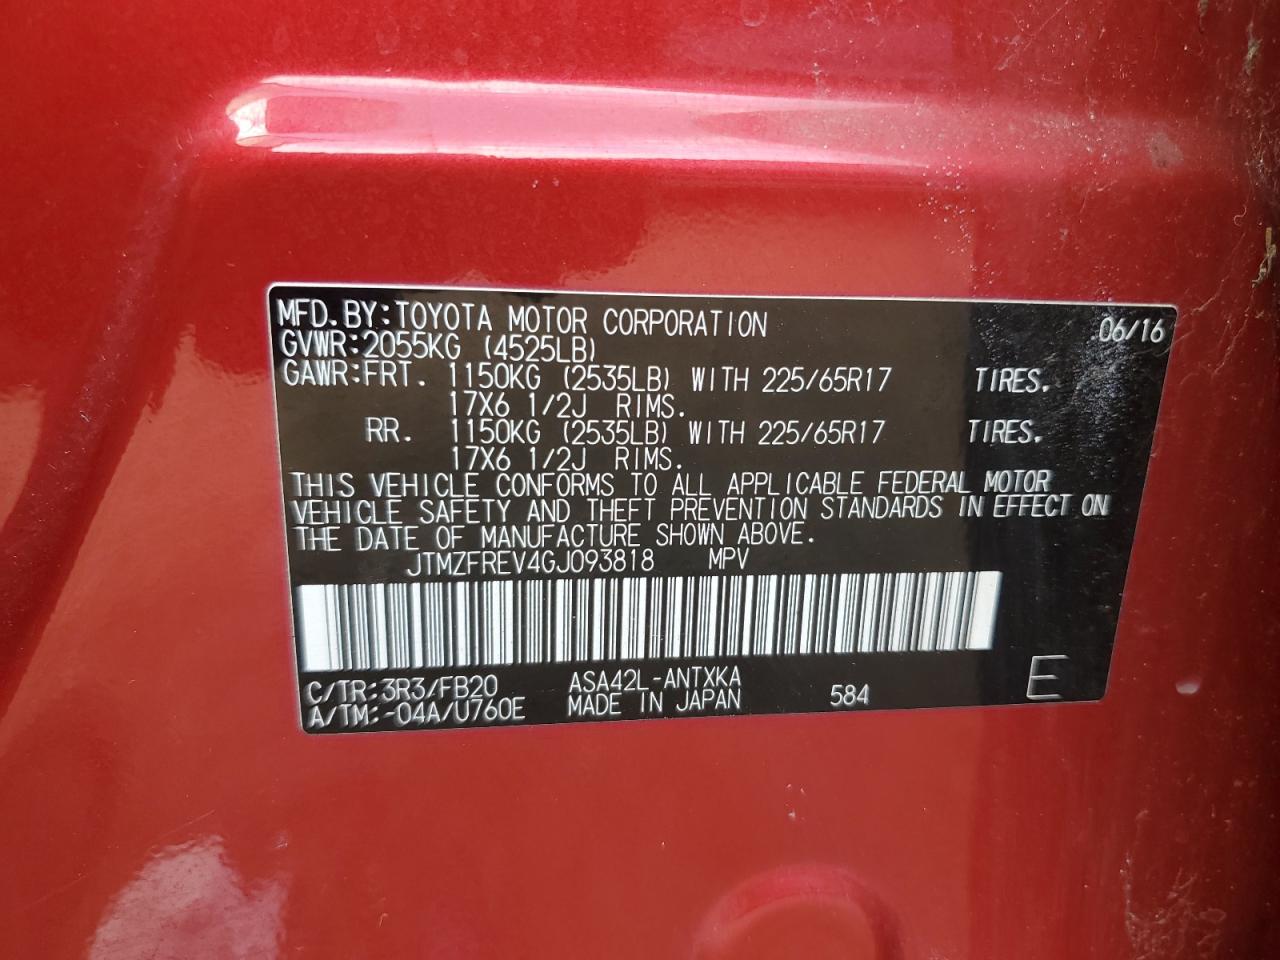 MFD.BY:TOYOTA MOTOR CORPORATION 06/16
GVWR:2055KG (4525LB)
GAWR:FRT. 1150KG (2535LB) WITH 225/65R17 TIRES.
17X6 1/2J RIMS.
RR. 1150KG (2535LB) WITH 225/65R17 TIRES.
17X6 1/2J RIMS.
THIS VEHICLE CONFORMS TO ALL APPLICABLE FEDERAL MOTOR
VEHICLE SAFETY AND THEFT PREVENTION STANDARDS IN EFFECT ON
THE DATE OF MANUFACTURE SHOWN ABOVE.
JTMZFREV4GJ093818 MPV
C/TR:3R3/FB20 ASA42L-ANTXKA
A/TM:-04A/U760E MADE IN JAPAN 584 E